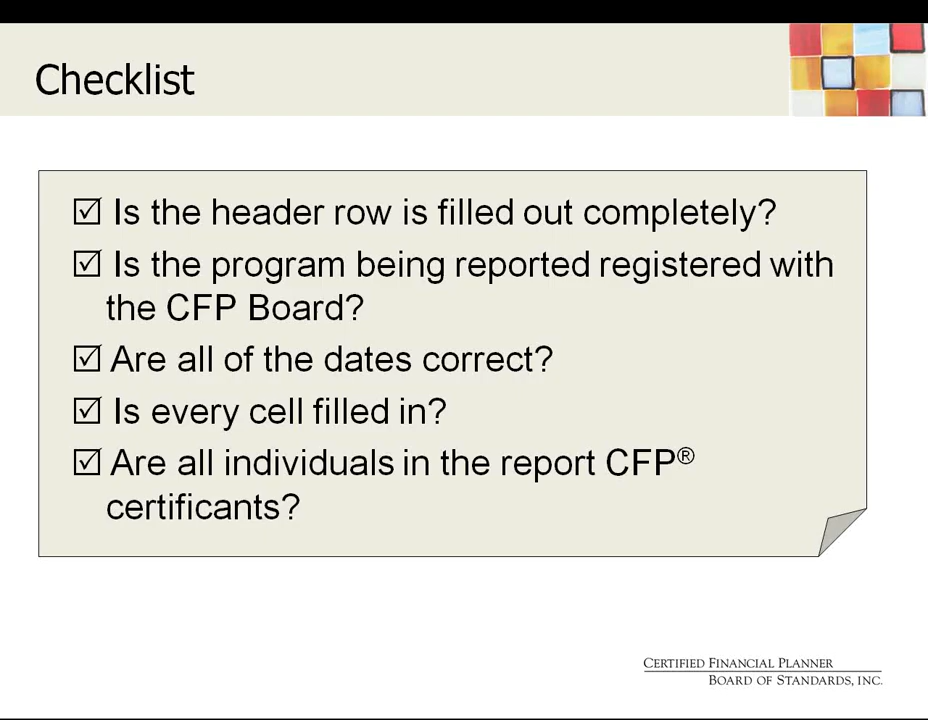 Checklist
☑ Is the header row is filled out completely?
☑ Is the program being reported registered with
the CFP Board?
☑ Are all of the dates correct?
☑ Is every cell filled in?
☑ Are all individuals in the report CFP®
certificants?
CERTIFIED FINANCIAL PLANNER
BOARD OF STANDARDS, INC.